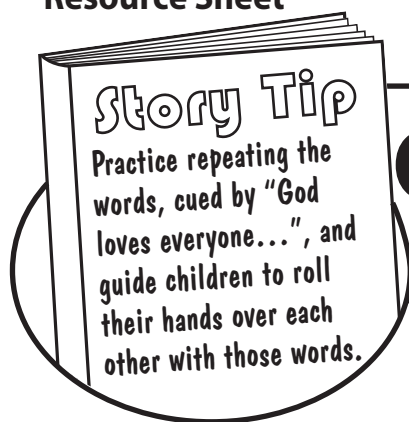 Resource Sheet
Story Tip
Practice repeating the
words, cued by “God
loves everyone...”, and
guide children to roll
their hands over each
other with those words.